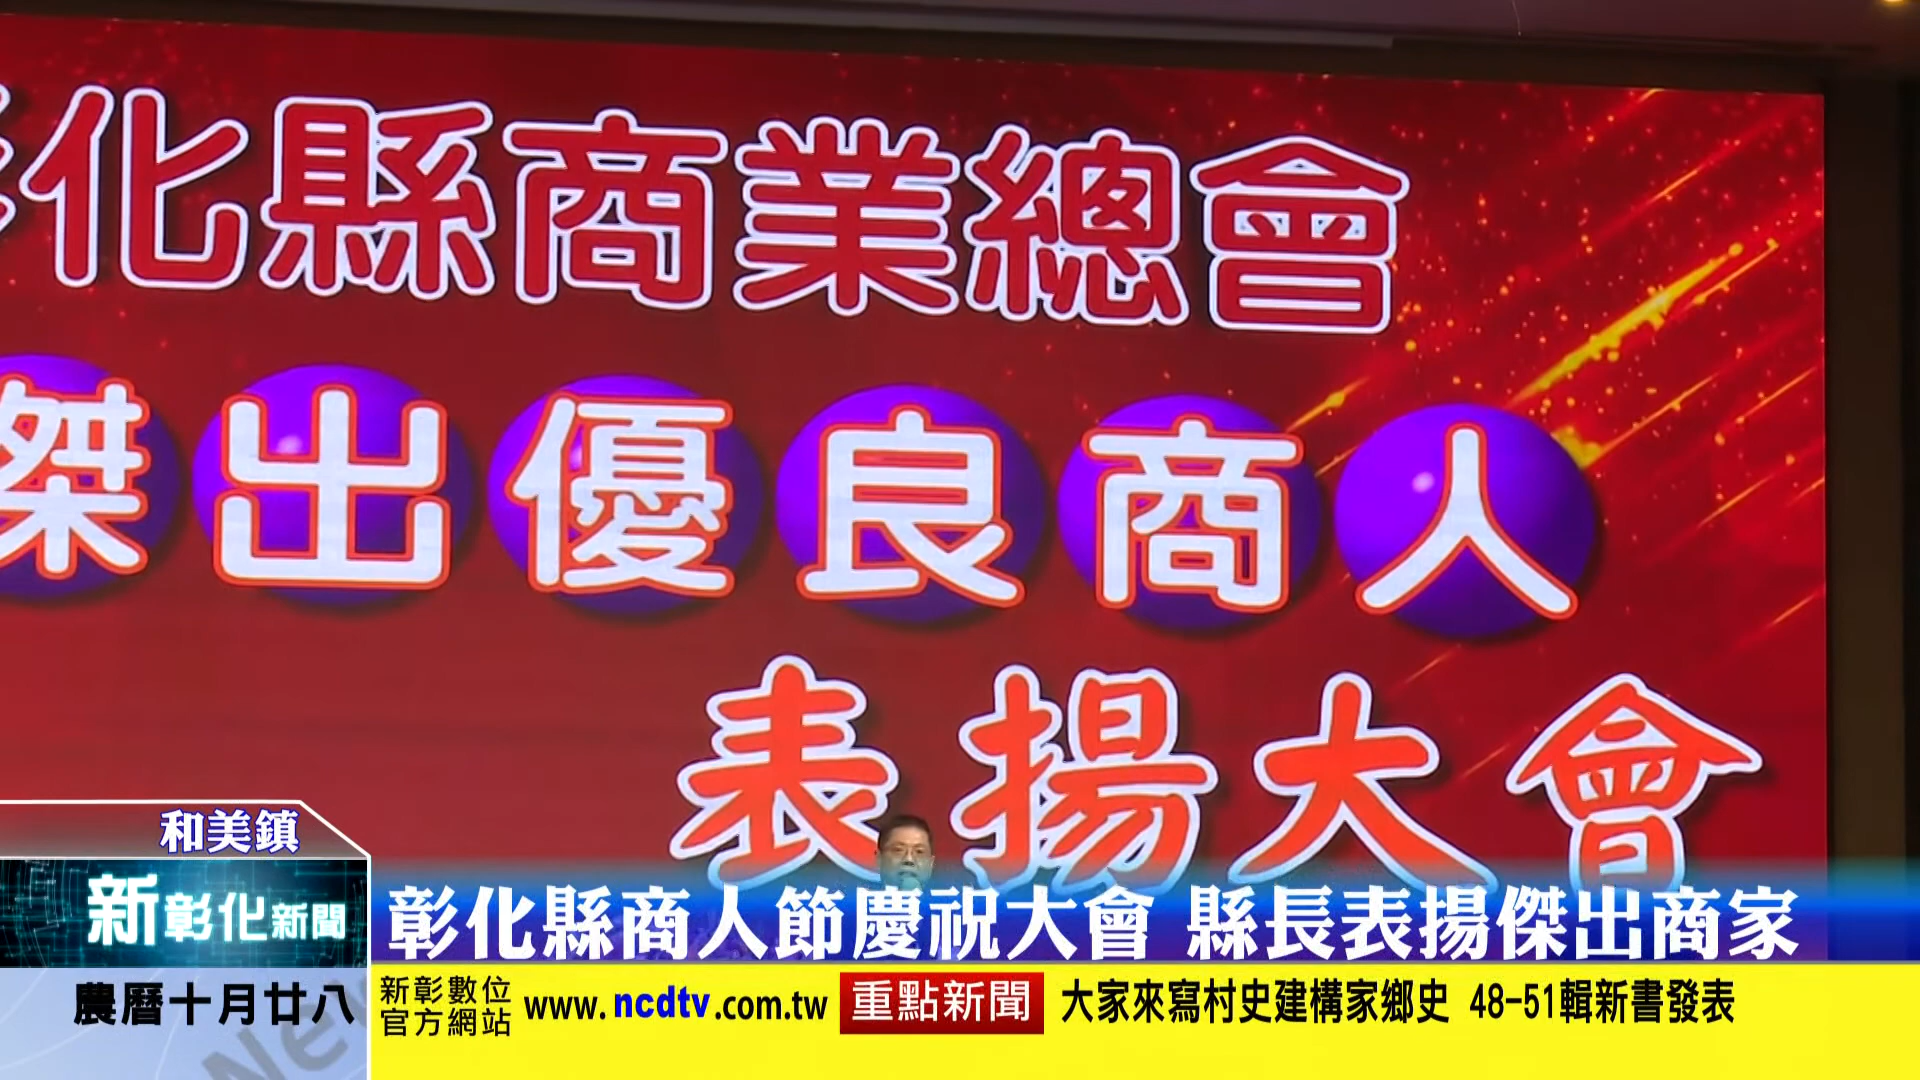 化縣商業總會
傑出優良商人
表揚大會
和美鎮
新彰化新聞
彰化縣商人節慶祝大會 縣長表揚傑出商家
農曆十月廿八
新彰數位
官方網站
www.ncdtv.com.tw
重點新聞
大家來寫村史建構家鄉史 48-51輯新書發表